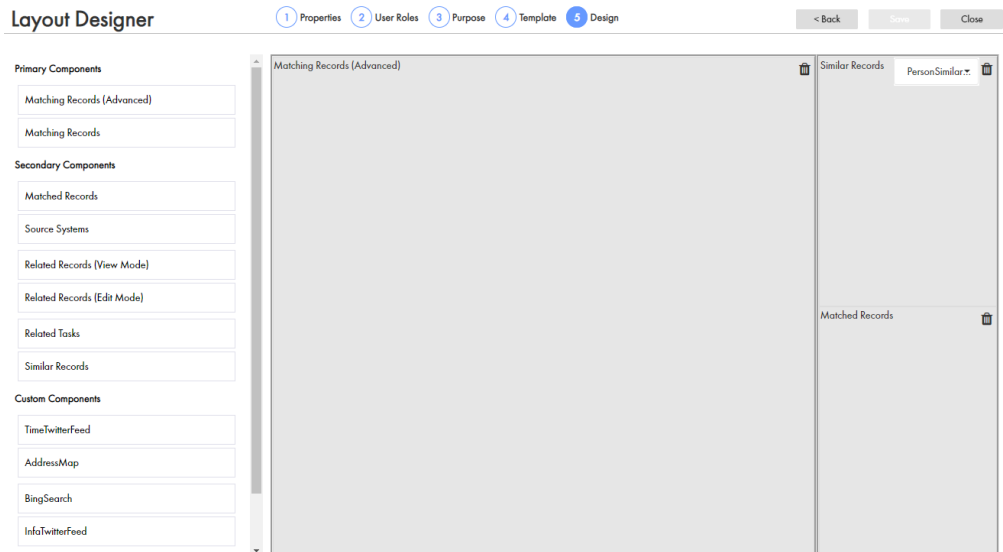 Layout Designer
1 Properties 2 User Roles 3 Purpose 4 Template 5 Design
< Back Save Close
Primary Components
Matching Records (Advanced)
Matching Records
Secondary Components
Matched Records
Source Systems
Related Records (View Mode)
Related Records (Edit Mode)
Related Tasks
Similar Records
Custom Components
TimeTwitterFeed
AddressMap
BingSearch
InfaTwitterFeed
Matching Records (Advanced)
Similar Records PersonSimilar...
Matched Records